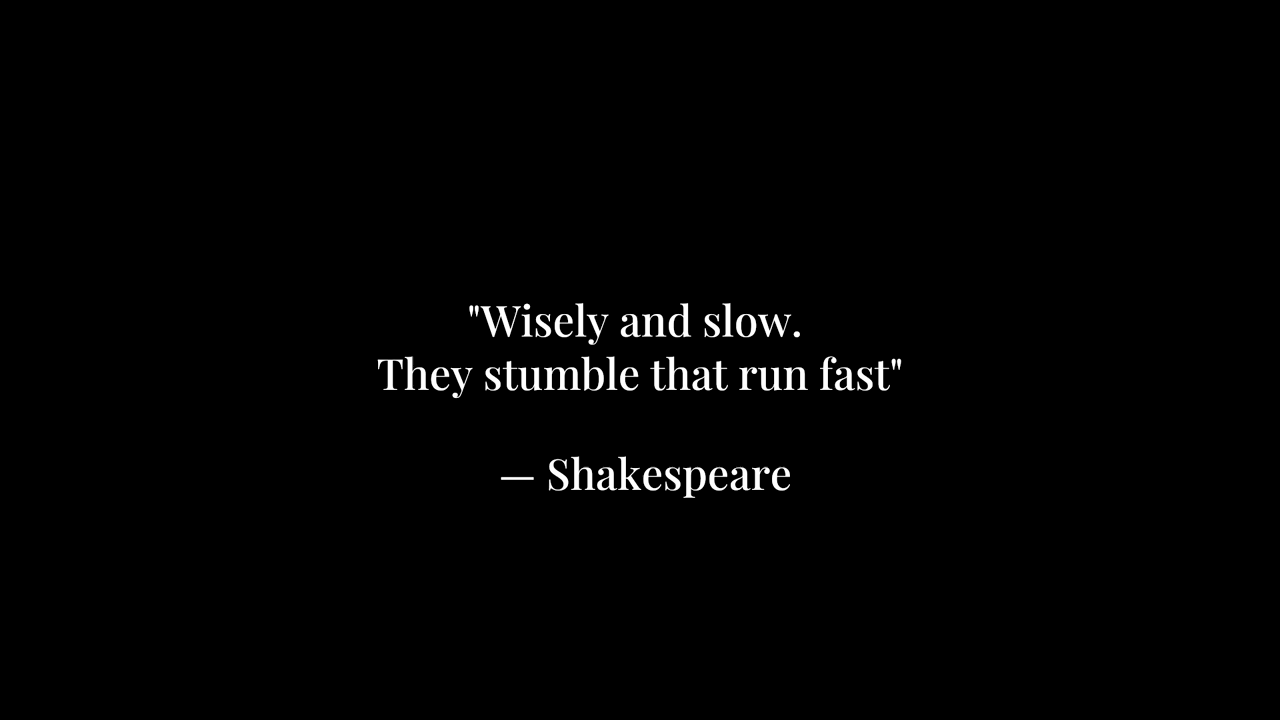 "Wisely and slow.
They stumble that run fast"
— Shakespeare